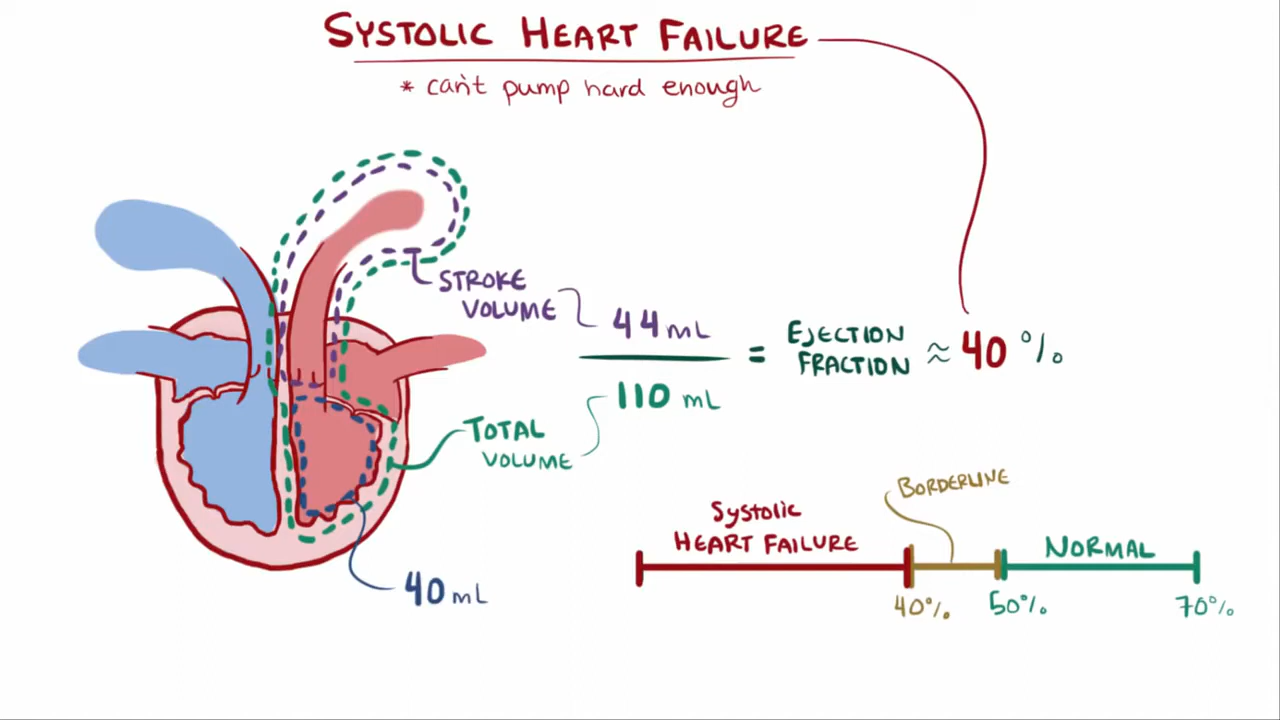 SYSTOLIC HEART FAILURE
* can't pump hard enough
STROKE
VOLUME
44 mL
110 mL
=
EJECTION
FRACTION
≈ 40 %
TOTAL
VOLUME
40 mL
BORDERLINE
Systolic
HEART FAILURE
NORMAL
40%
50%
70%